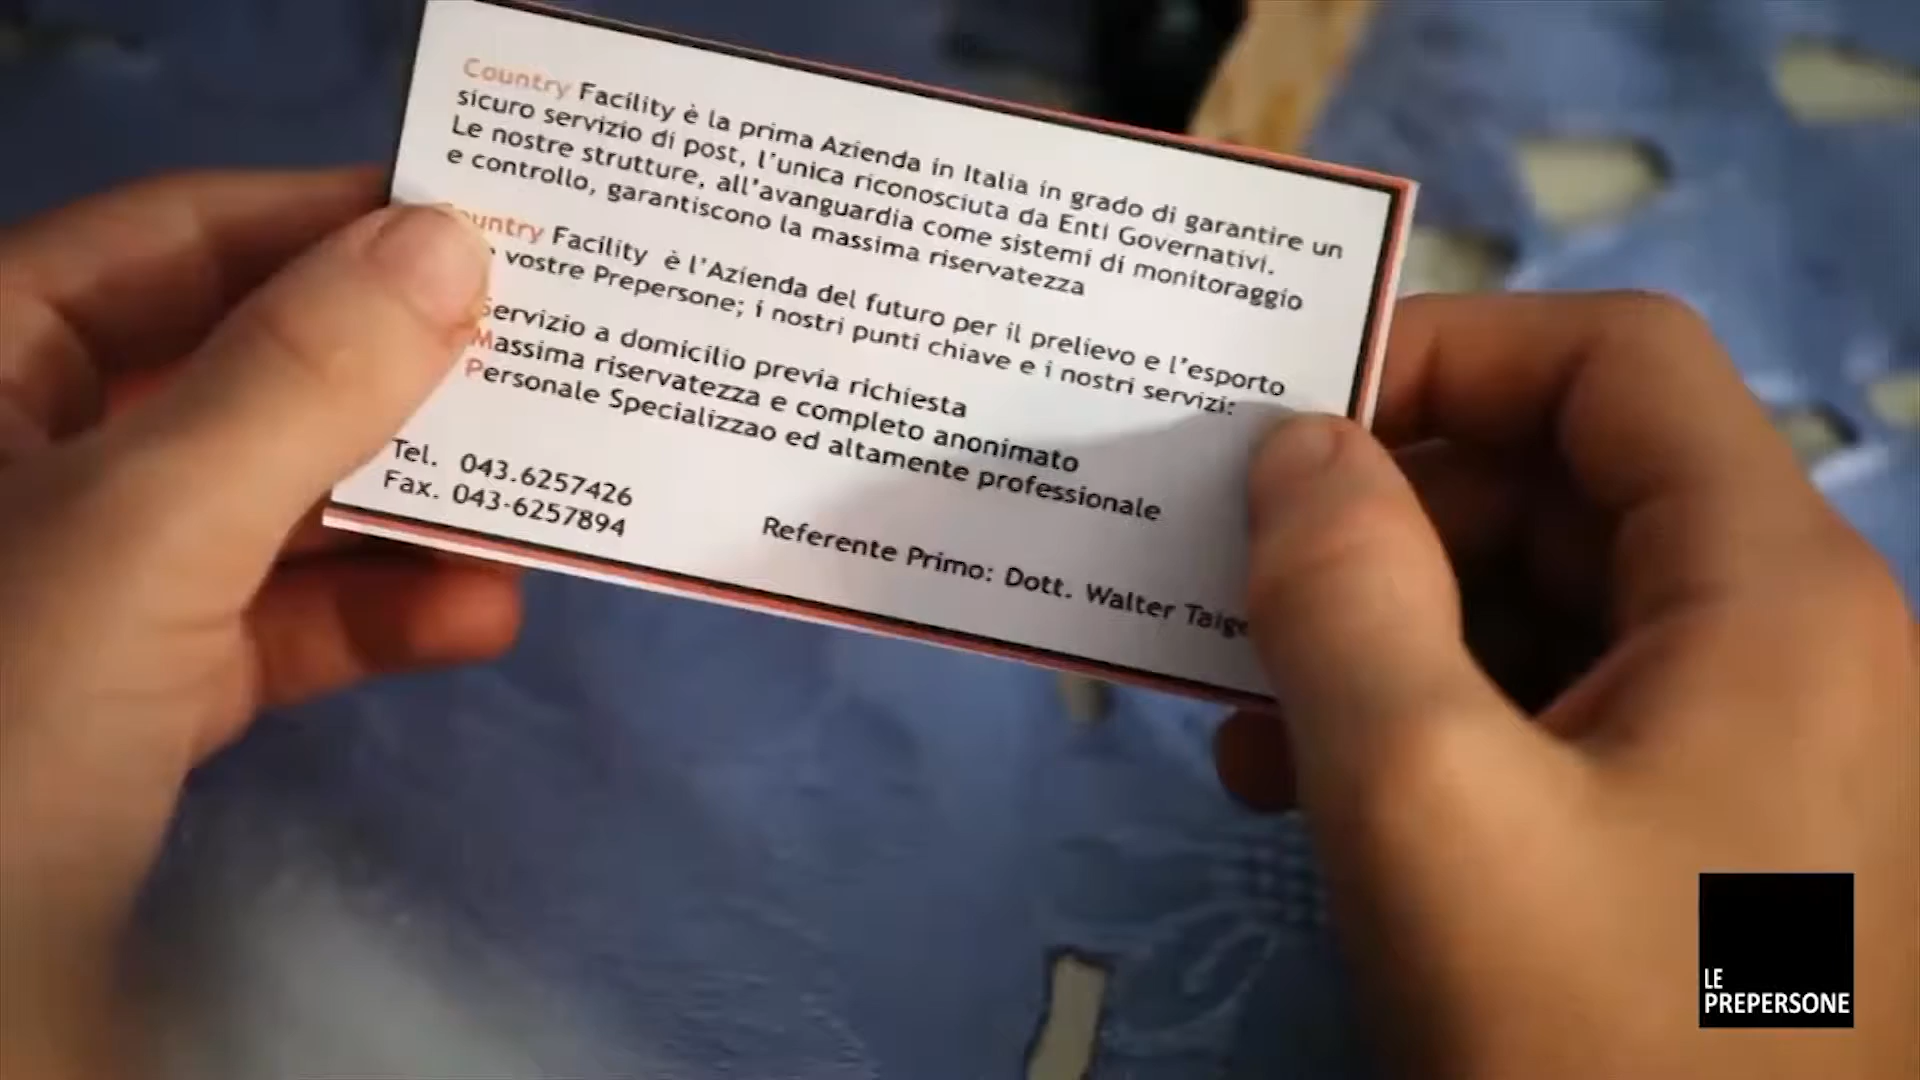 Country Facility è la prima Azienda in Italia in grado di garantire un
sicuro servizio di post, l'unica riconosciuta da Enti Governativi.
Le nostre strutture, all'avanguardia come sistemi di monitoraggio
e controllo, garantiscono la massima riservatezza
Facility è l'Azienda del futuro per il prelievo e l'esporto
vostre Prepersone; i nostri punti chiave e i nostri servizi:
Servizio a domicilio previa richiesta
Massima riservatezza e completo anonimato
Personale Specializzao ed altamente professionale
Tel. 043.6257426
Fax. 043-6257894
Referente Primo: Dott. Walter
LE
PREPERSONE